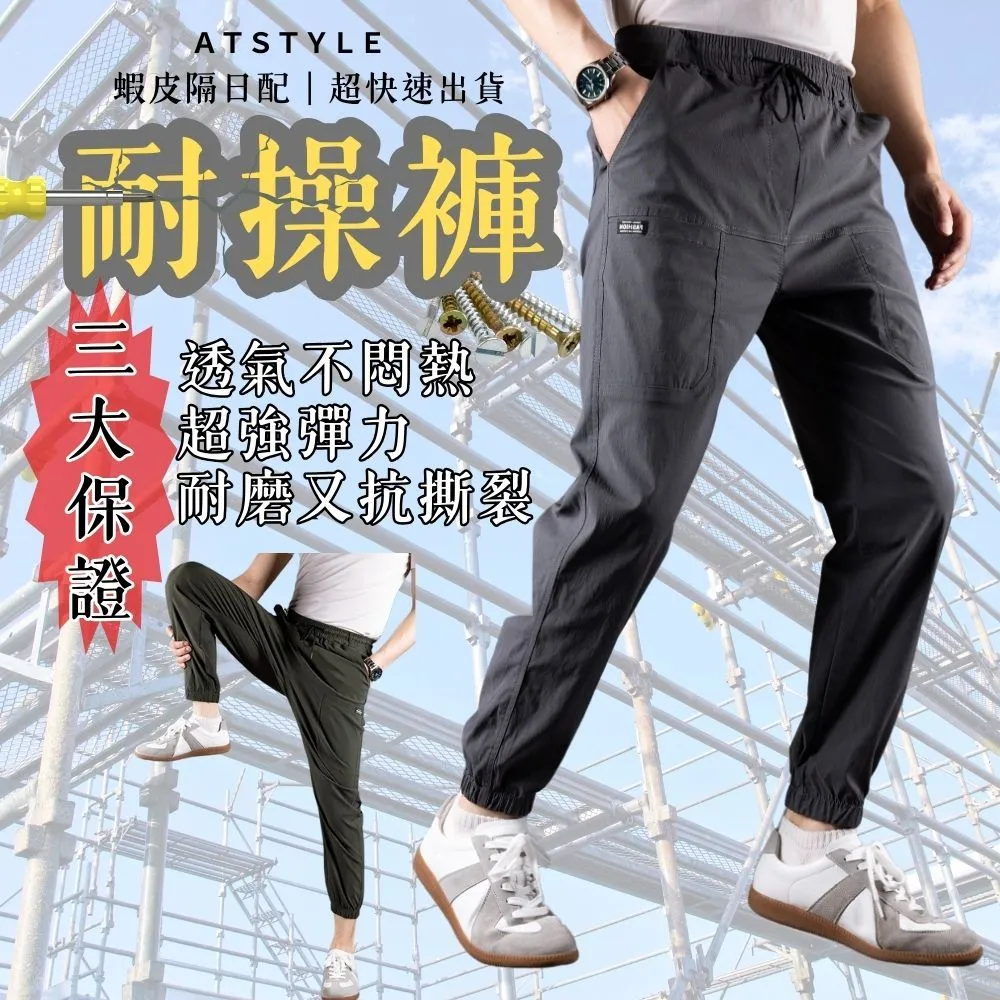 ATSTYLE
蝦皮隔日配 | 超快速出貨
耐操褲
三大保證
透氣不悶熱
超強彈力
耐磨又抗撕裂